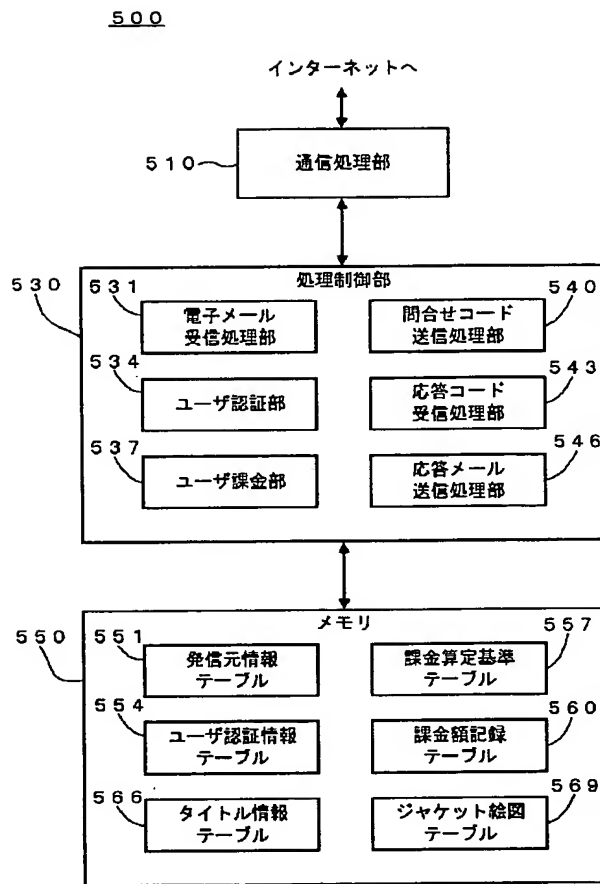 ５００
インターネットへ
５１０
通信処理部
処理制御部
５３０
５３１
電子メール
受信処理部
５４０
問合せコード
送信処理部
５３４
ユーザ認証部
５４３
応答コード
受信処理部
５３７
ユーザ課金部
５４６
応答メール
送信処理部
メモリ
５５０
５５１
発信元情報
テーブル
５５７
課金算定基準
テーブル
５５４
ユーザ認証情報
テーブル
５６０
課金額記録
テーブル
５６６
タイトル情報
テーブル
５６９
ジャケット絵図
テーブル